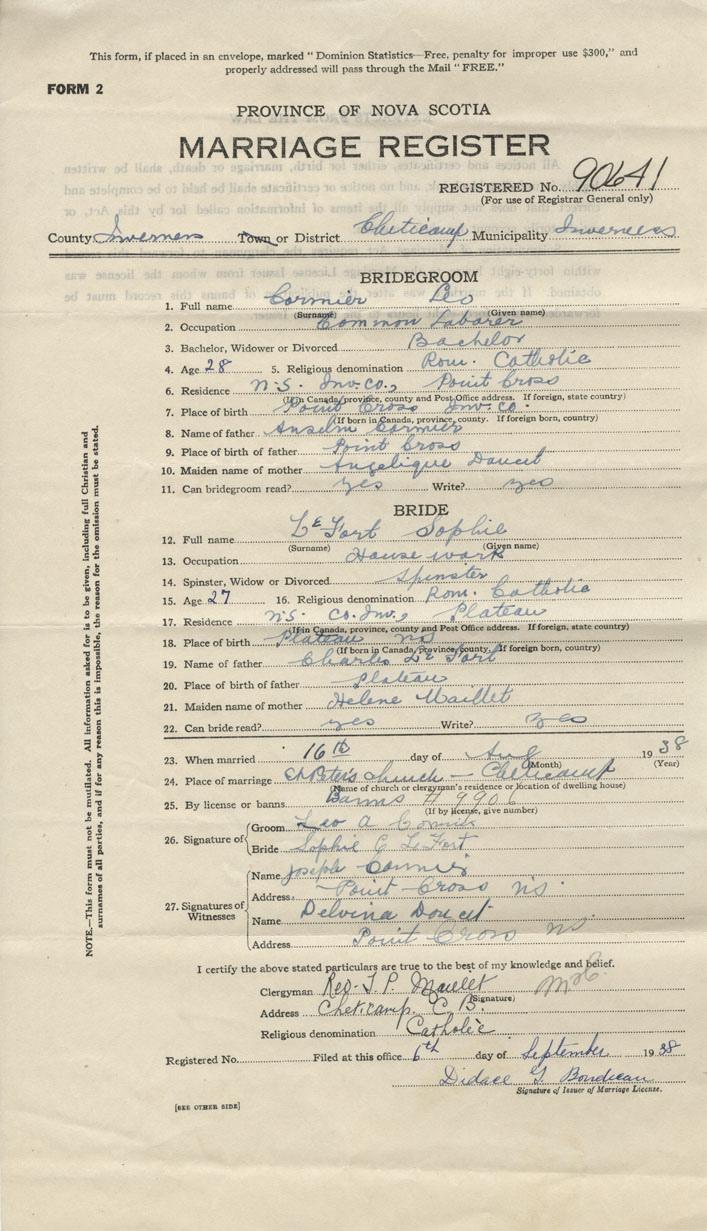 This form, if placed in an envelope, marked "Dominion Statistics—Free, penalty for improper use $300," and
properly addressed will pass through the Mail "FREE."
FORM 2
PROVINCE OF NOVA SCOTIA
MARRIAGE REGISTER
REGISTERED No. 90641
(For use of Registrar General only)
County Inverness Town or District Cheticamp Municipality Inverness
BRIDEGROOM
1. Full name Cormier Leo
(Surname) (Given name)
2. Occupation Common Laborer
3. Bachelor, Widower or Divorced Bachelor
4. Age 28 5. Religious denomination Rom. Catholic
6. Residence N.S. Inv. Co., Point Cross
(If in Canada, province, county and Post Office address. If foreign, state country)
7. Place of birth Point Cross Inv. Co.
(If born in Canada, province, county. If foreign born, country)
8. Name of father Anselm Cormier
9. Place of birth of father Point Cross
10. Maiden name of mother Angelique Doucet
11. Can bridegroom read? yes Write? yes
BRIDE
12. Full name Le Fort Sophie
(Surname) (Given name)
13. Occupation House work
14. Spinster, Widow or Divorced Spinster
15. Age 27 16. Religious denomination Rom. Catholic
17. Residence N.S. Co. Inv., Plateau
(If in Canada, province, county and Post Office address. If foreign, state country)
18. Place of birth Plateau NS
(If born in Canada, province, county, If foreign born, country)
19. Name of father Charles Le Fort
20. Place of birth of father Plateau
21. Maiden name of mother Helene Maillet
22. Can bride read? yes Write? yes
23. When married 16th day of Aug 1938
(Month) (Year)
24. Place of marriage St Peter's church — Cheticamp
(Name of church or clergyman's residence or location of dwelling house)
25. By license or banns Banns # 9906
(If by license, give number)
26. Signature of Groom Leo A Cormier
Bride Sophie C LeFort
27. Signatures of Witnesses Name Joseph Cormier
Address Point Cross NS
Name Delvina Doucet
Address Point Cross NS
I certify the above stated particulars are true to the best of my knowledge and belief.
Clergyman Rev. P. Maillet
(Signature)
Address Cheticamp, C.B.
Religious denomination Catholic
Registered No. Filed at this office 6th day of September 1938
Didace G Boudreau
Signature of Issuer of Marriage License.
[SEE OTHER SIDE]
NOTE.—This form must not be mutilated. All information asked for is to be given, including full Christian and
surnames of all parties, and if for any reason this is impossible, the reason for the omission must be stated.